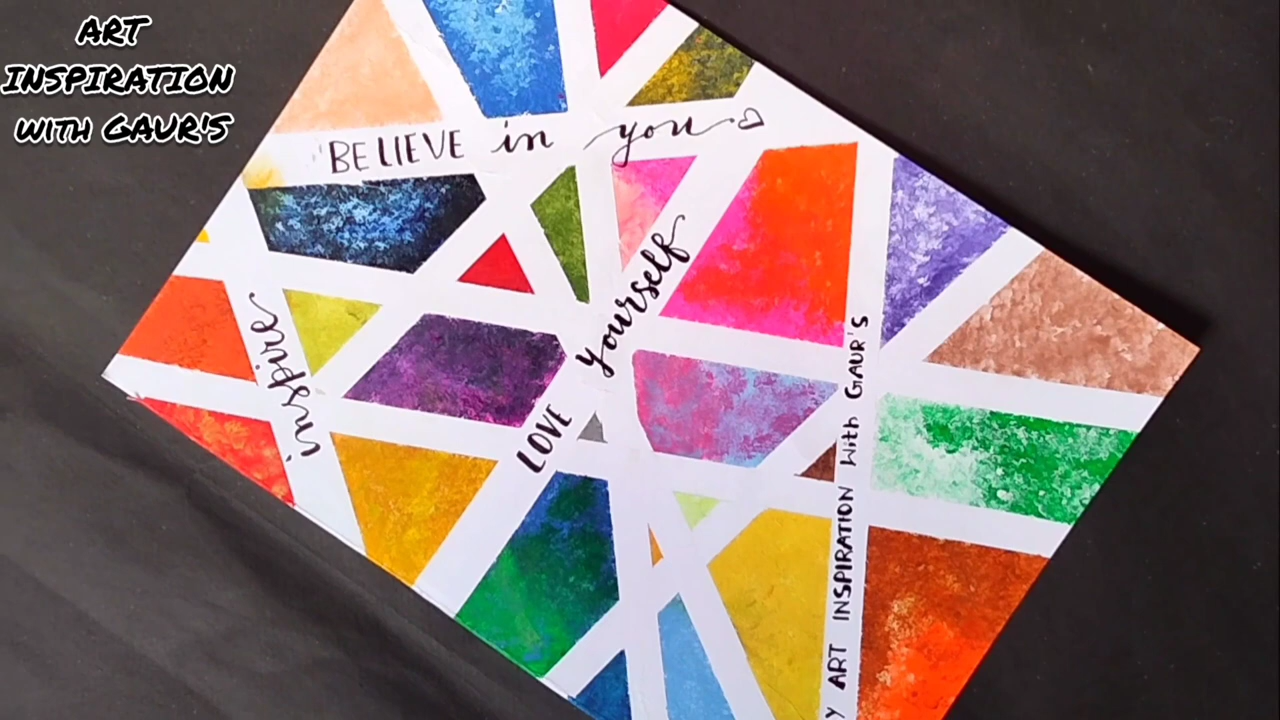 ART
INSPIRATION
with GAUR'S
BELIEVE in you
inspire
LOVE yourself
Y ART INSPIRATION With GAUR'S